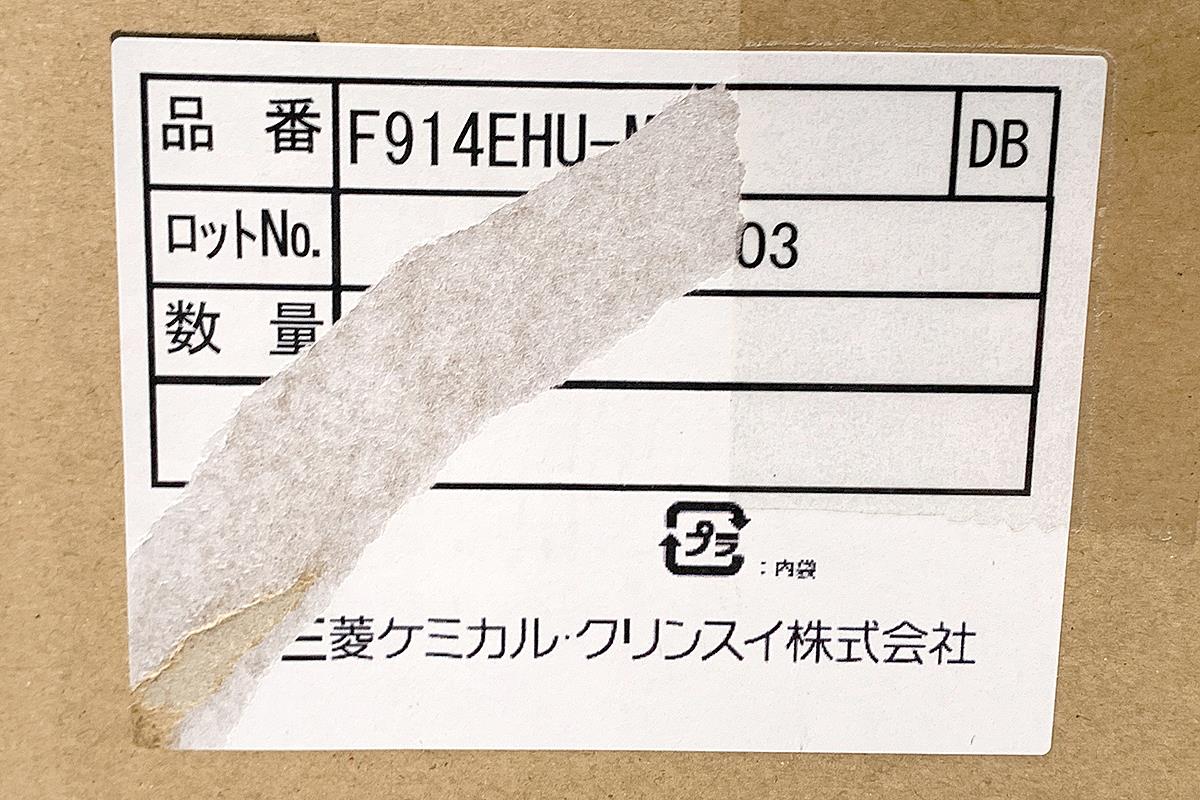 品 番 F914EHU- DB
ロットNo. 03
数 量
プラ :内袋
三菱ケミカル・クリンスイ株式会社